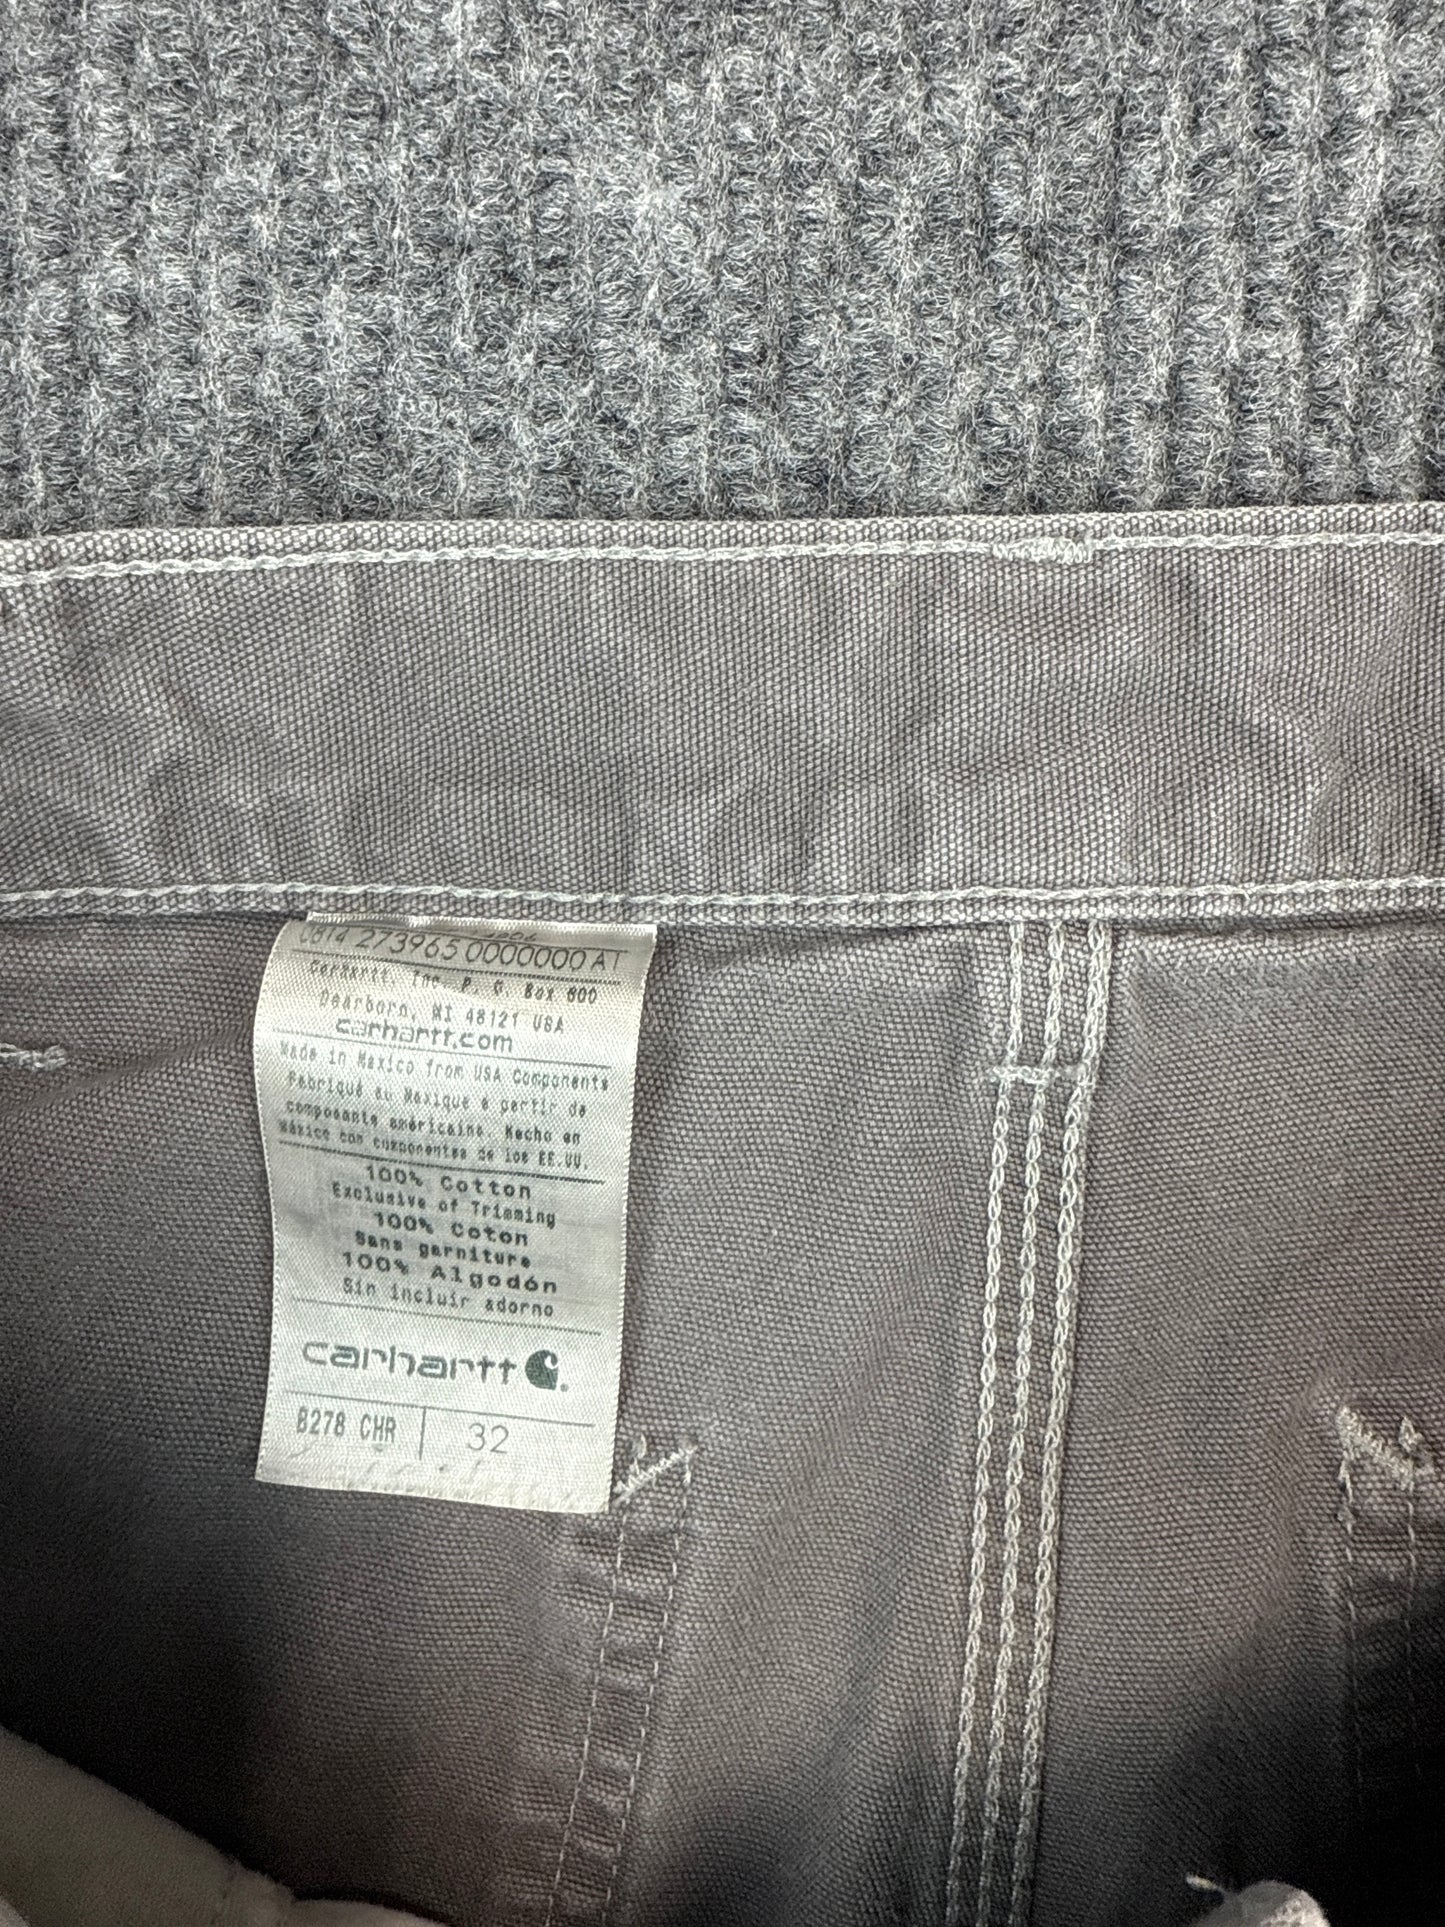 273965 0000000 AT
Carhartt, Inc. P. O. Box 600
Dearborn, MI 48121 USA
carhartt.com
Made in Mexico from USA Components
Fabriqué au Mexique à partir de
composants américains. Hecho en
México con componentes de los EE.UU.
100% Cotton
Exclusive of Trimming
100% Coton
Sans garniture
100% Algodón
Sin incluir adorno
carhartt
B278 CHR 32